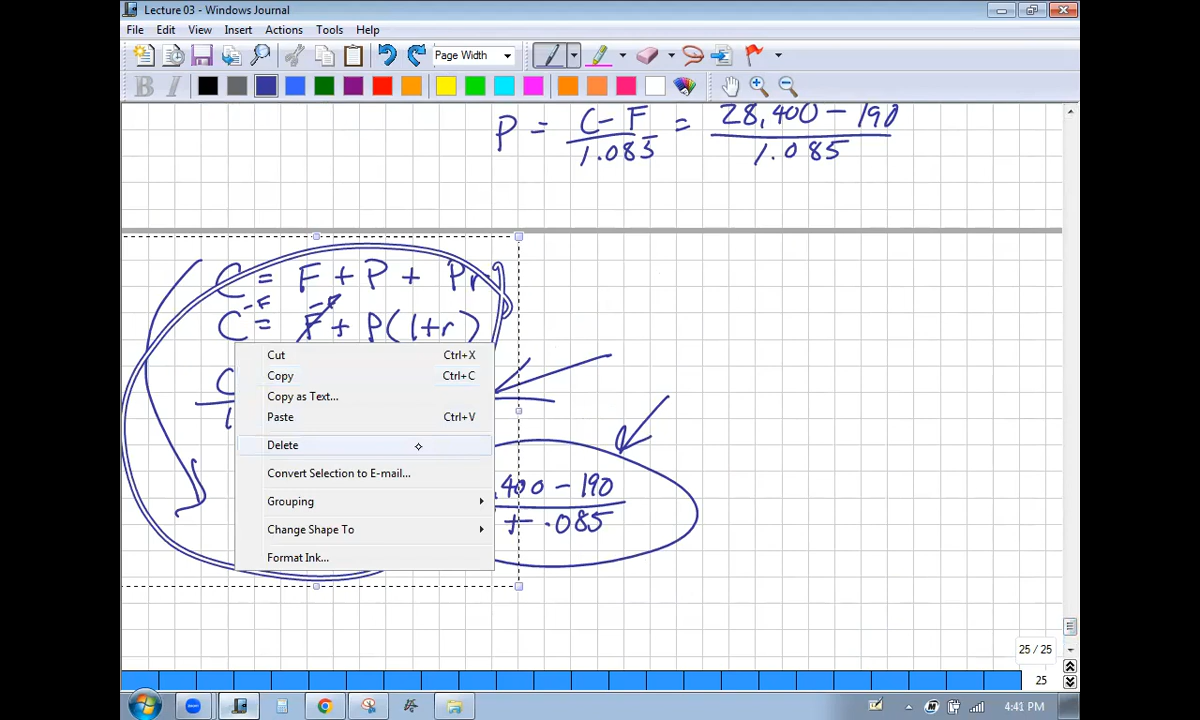 Lecture 03 - Windows Journal
File Edit View Insert Actions Tools Help
Page Width
B I
P = C - F / 1.085 = 28,400 - 190 / 1.085
C = F + P + Pr
-F -F
C = F + P(1+r)
C
1
Cut Ctrl+X
Copy Ctrl+C
Copy as Text...
Paste Ctrl+V
Delete
Convert Selection to E-mail...
Grouping
Change Shape To
Format Ink...
,400 - 190
+ .085
25 / 25
25
4:41 PM